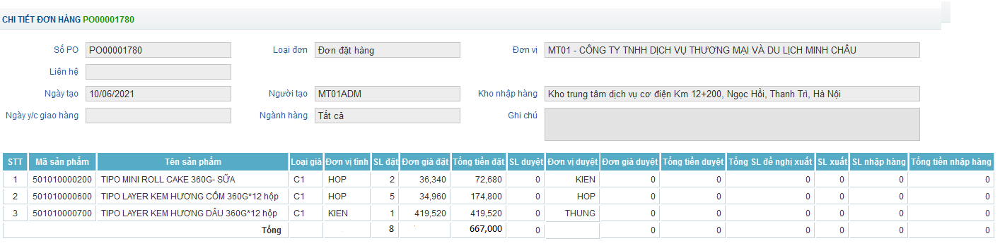 CHI TIẾT ĐƠN HÀNG PO00001780
Số PO PO00001780 Loại đơn Đơn đặt hàng Đơn vị MT01 - CÔNG TY TNHH DỊCH VỤ THƯƠNG MẠI VÀ DU LỊCH MINH CHÂU
Liên hệ
Ngày tạo 10/06/2021 Người tạo MT01ADM Kho nhập hàng Kho trung tâm dịch vụ cơ điện Km 12+200, Ngọc Hồi, Thanh Trì, Hà Nội
Ngày y/c giao hàng Ngành hàng Tất cả Ghi chú
STT Mã sản phẩm Tên sản phẩm Loại giá Đơn vị tính SL đặt Đơn giá đặt Tổng tiền đặt SL duyệt Đơn vị duyệt Đơn giá duyệt Tổng tiền duyệt Tổng SL đề nghị xuất SL xuất SL nhập hàng Tổng tiền nhập hàng
1 501010000200 TIPO MINI ROLL CAKE 360G- SỮA C1 HOP 2 36,340 72,680 0 KIEN 0 0 0 0 0 0
2 501010000600 TIPO LAYER KEM HƯƠNG CỐM 360G*12 hộp C1 HOP 5 34,960 174,800 0 HOP 0 0 0 0 0 0
3 501010000700 TIPO LAYER KEM HƯƠNG DÂU 360G*12 hộp C1 KIEN 1 419,520 419,520 0 THUNG 0 0 0 0 0 0
Tổng 8 667,000 0 0 0 0 0 0 0